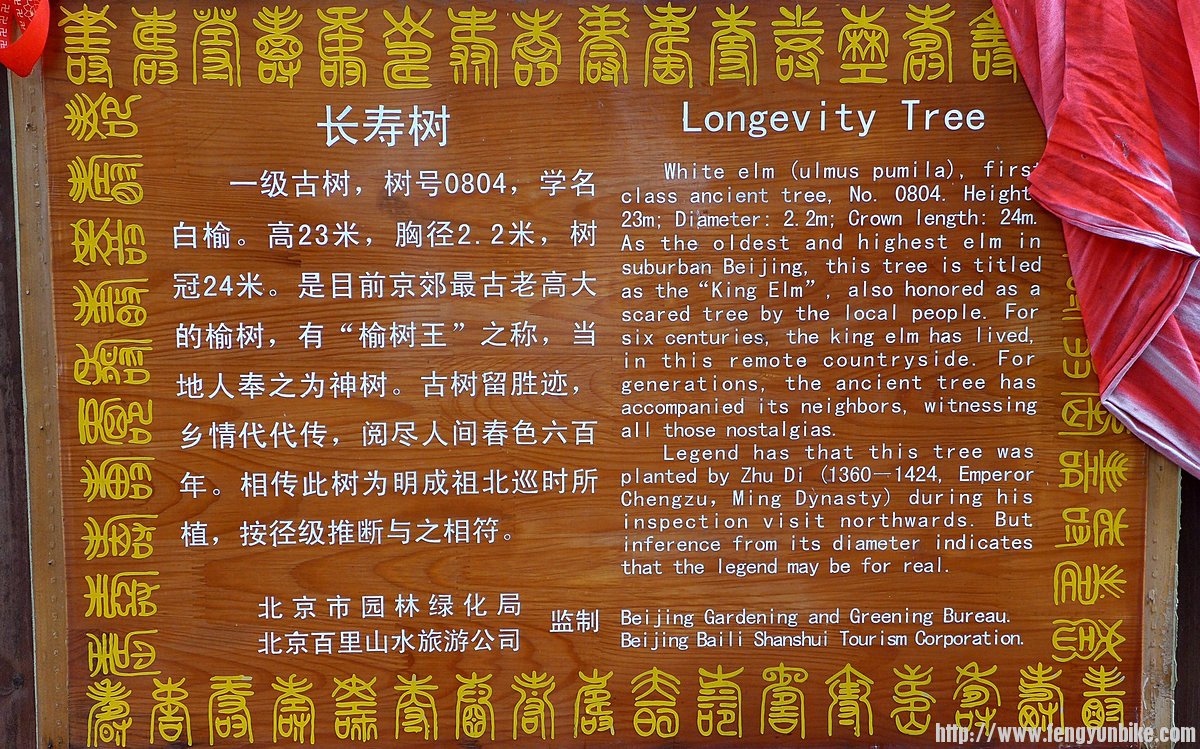 长寿树
一级古树，树号0804，学名
白榆。高23米，胸径2.2米，树
冠24米。是目前京郊最古老高大
的榆树，有“榆树王”之称，当
地人奉之为神树。古树留胜迹，
乡情代代传，阅尽人间春色六百
年。相传此树为明成祖北巡时所
植，按径级推断与之相符。
北京市园林绿化局
北京百里山水旅游公司
监制
Longevity Tree
White elm (ulmus pumila), first
class ancient tree, No. 0804. Height
23m; Diameter: 2.2m; Crown length: 24m.
As the oldest and highest elm in
suburban Beijing, this tree is titled
as the“King Elm”, also honored as a
scared tree by the local people. For
six centuries, the king elm has lived,
in this remote countryside. For
generations, the ancient tree has
accompanied its neighbors, witnessing
all those nostalgias.
Legend has that this tree was
planted by Zhu Di (1360—1424, Emperor
Chengzu, Ming Dynasty) during his
inspection visit northwards. But
inference from its diameter indicates
that the legend may be for real.
Beijing Gardening and Greening Bureau.
Beijing Baili Shanshui Tourism Corporation.
http://www.fengyunbike.com